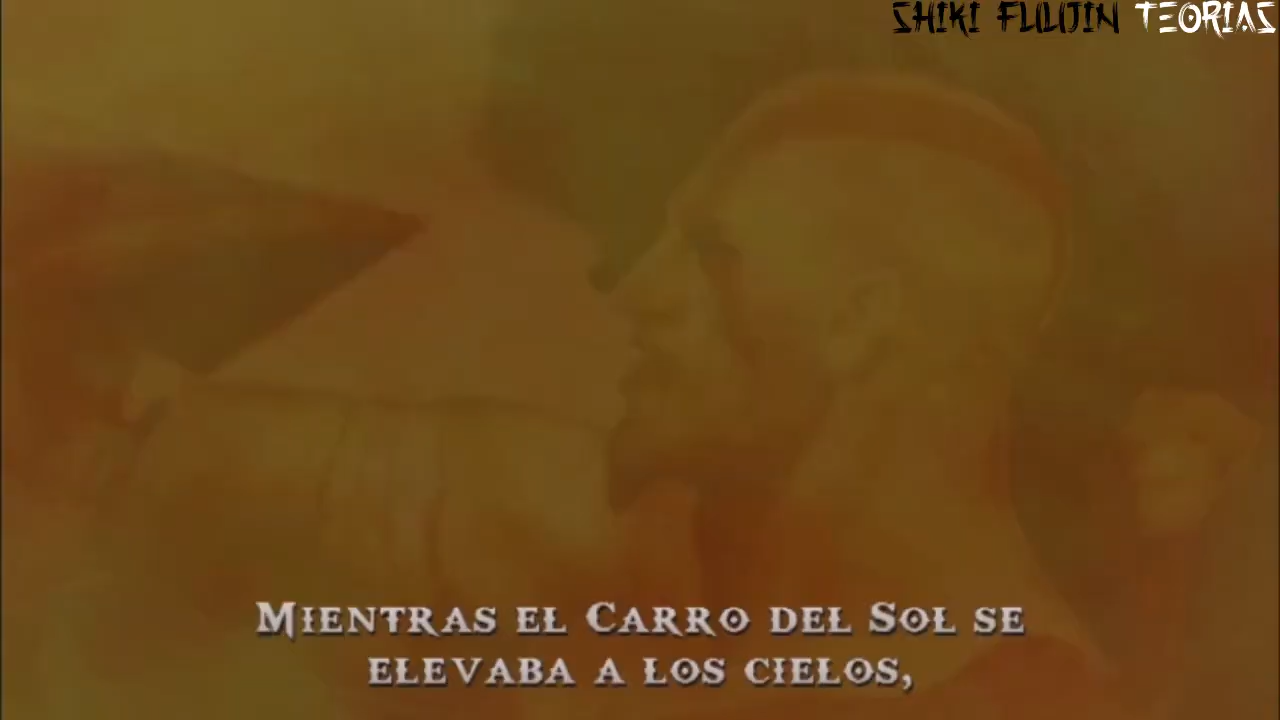 SHIKI FUUJIN TEORIAS
MIENTRAS EL CARRO DEL SOL SE
ELEVABA A LOS CIELOS,